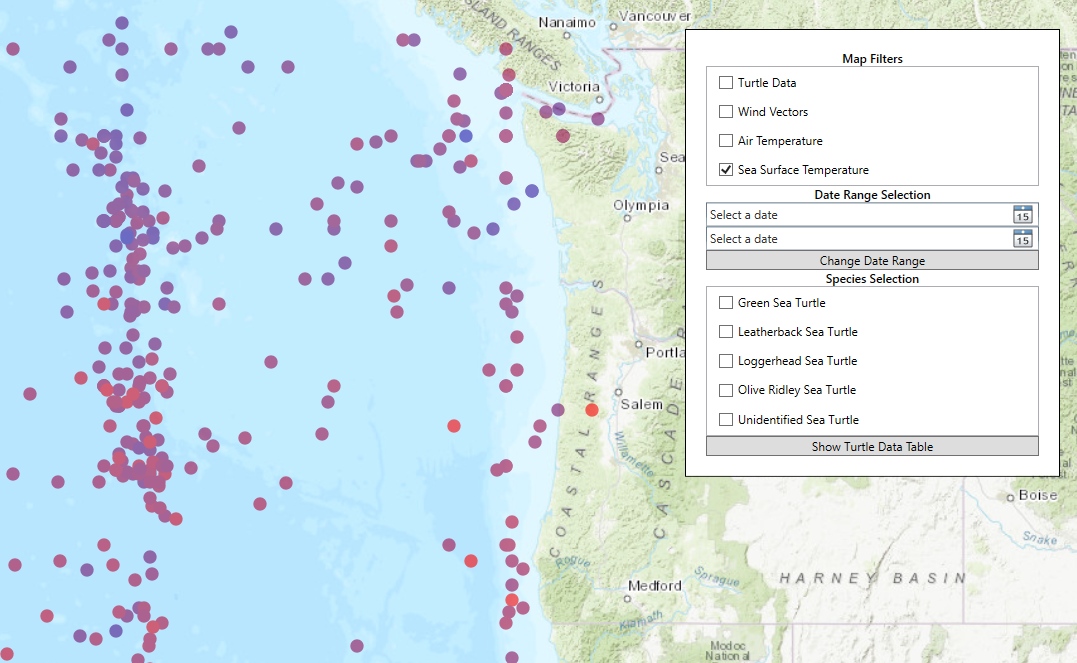 Nanaimo
Vancouver
ISLAND RANGES
Victoria
Sea
Olympia
Portla
Salem
COASTAL RANGES
CASCADE
Willamette
Rogue
Medford
Sprague
Klamath
HARNEY BASIN
Boise
Snake
Modoc
National
Map Filters
Turtle Data
Wind Vectors
Air Temperature
Sea Surface Temperature
Date Range Selection
Select a date
15
Select a date
15
Change Date Range
Species Selection
Green Sea Turtle
Leatherback Sea Turtle
Loggerhead Sea Turtle
Olive Ridley Sea Turtle
Unidentified Sea Turtle
Show Turtle Data Table